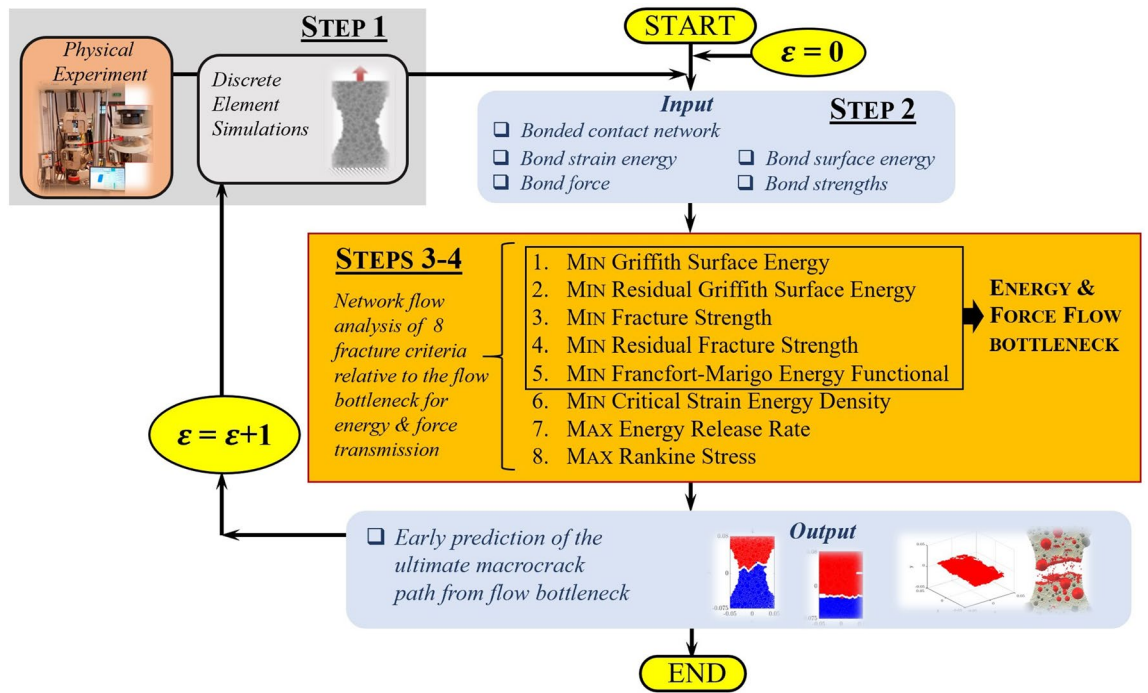 START
ε = 0
STEP 1
Physical
Experiment
Discrete
Element
Simulations
Input
STEP 2
❑ Bonded contact network
❑ Bond strain energy
❑ Bond surface energy
❑ Bond force
❑ Bond strengths
STEPS 3-4
Network flow
analysis of 8
fracture criteria
relative to the flow
bottleneck for
energy & force
transmission
1. MIN Griffith Surface Energy
2. MIN Residual Griffith Surface Energy
3. MIN Fracture Strength
4. MIN Residual Fracture Strength
5. MIN Francfort-Marigo Energy Functional
6. MIN Critical Strain Energy Density
7. MAX Energy Release Rate
8. MAX Rankine Stress
ENERGY &
FORCE FLOW
BOTTLENECK
ε = ε+1
❑ Early prediction of the
ultimate macrocrack
path from flow bottleneck
Output
END